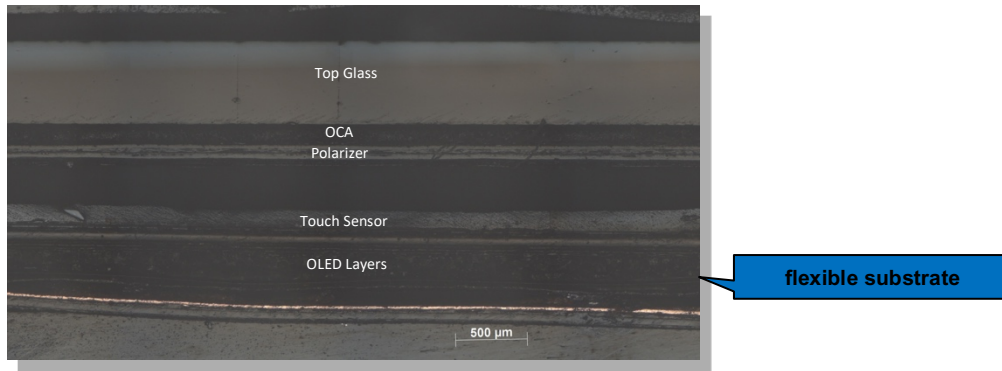 Top Glass
OCA
Polarizer
Touch Sensor
OLED Layers
flexible substrate
500 µm